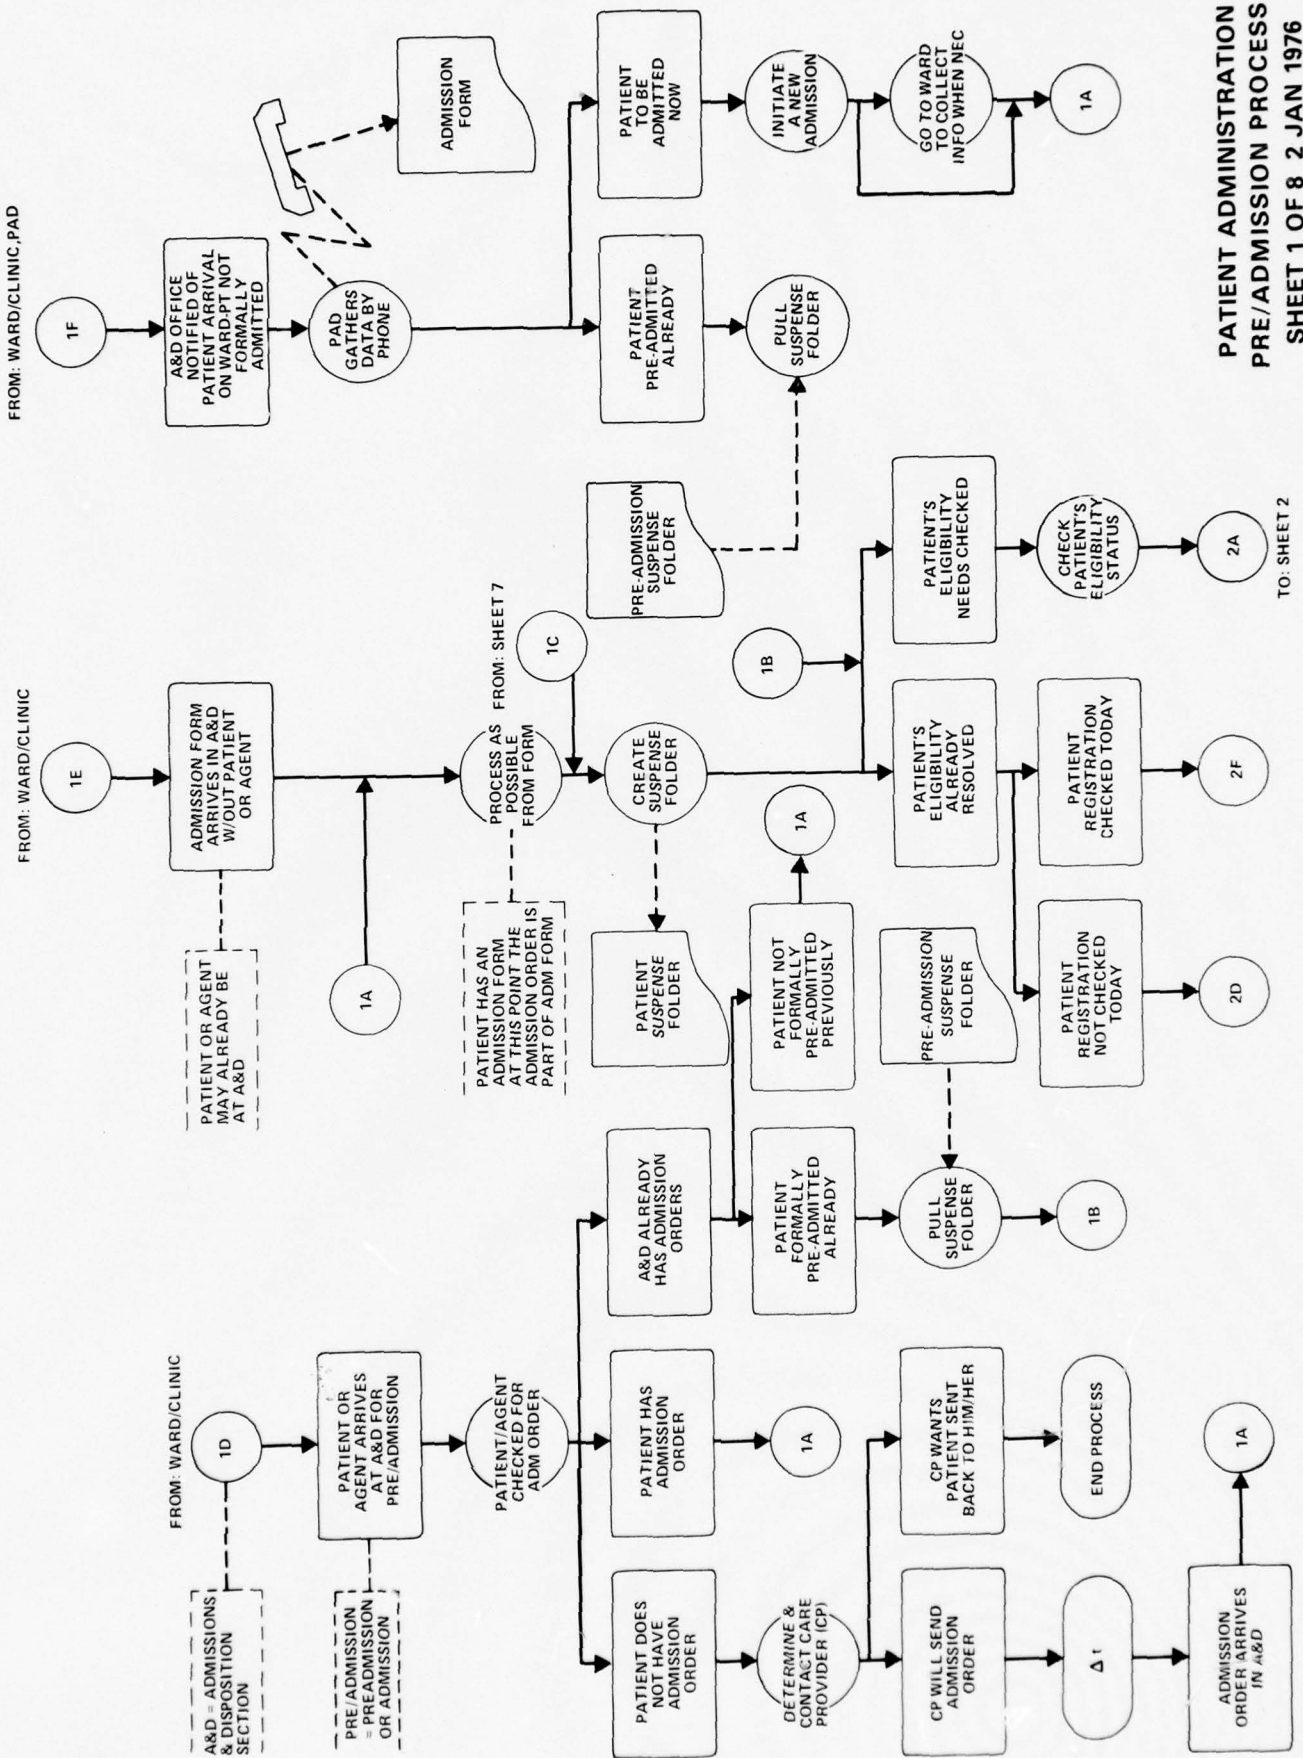 FROM: WARD/CLINIC
1D
A&D = ADMISSIONS
& DISPOSITION
SECTION
PATIENT OR
AGENT ARRIVES
AT A&D FOR
PRE/ADMISSION
PRE/ADMISSION
= PREADMISSION
OR ADMISSION
PATIENT/AGENT
CHECKED FOR
ADM ORDER
PATIENT DOES
NOT HAVE
ADMISSION
ORDER
PATIENT HAS
ADMISSION
ORDER
A&D ALREADY
HAS ADMISSION
ORDERS
DETERMINE &
CONTACT CARE
PROVIDER (CP)
1A
PATIENT
FORMALLY
PRE-ADMITTED
ALREADY
PATIENT NOT
FORMALLY
PRE-ADMITTED
PREVIOUSLY
1A
CP WILL SEND
ADMISSION
ORDER
CP WANTS
PATIENT SENT
BACK TO HIM/HER
PULL
SUSPENSE
FOLDER
PRE-ADMISSION
SUSPENSE
FOLDER
Δ t
END PROCESS
1B
ADMISSION
ORDER ARRIVES
IN A&D
1A
FROM: WARD/CLINIC
1E
ADMISSION FORM
ARRIVES IN A&D
W/OUT PATIENT
OR AGENT
PATIENT OR AGENT
MAY ALREADY BE
AT A&D
1A
PROCESS AS
POSSIBLE
FROM FORM
PATIENT HAS AN
ADMISSION FORM
AT THIS POINT THE
ADMISSION ORDER IS
PART OF ADM FORM
FROM: SHEET 7
1C
CREATE
SUSPENSE
FOLDER
PATIENT
SUSPENSE
FOLDER
1B
PATIENT'S
ELIGIBILITY
ALREADY
RESOLVED
PATIENT'S
ELIGIBILITY
NEEDS CHECKED
PATIENT
REGISTRATION
NOT CHECKED
TODAY
PATIENT
REGISTRATION
CHECKED TODAY
CHECK
PATIENT'S
ELIGIBILITY
STATUS
2D
2F
2A
TO: SHEET 2
FROM: WARD/CLINIC,PAD
1F
A&D OFFICE
NOTIFIED OF
PATIENT ARRIVAL
ON WARD-PT NOT
FORMALLY
ADMITTED
PAD
GATHERS
DATA BY
PHONE
ADMISSION
FORM
PATIENT
PRE-ADMITTED
ALREADY
PATIENT
TO BE
ADMITTED
NOW
PRE-ADMISSION
SUSPENSE
FOLDER
PULL
SUSPENSE
FOLDER
INITIATE
A NEW
ADMISSION
GO TO WARD
TO COLLECT
INFO WHEN NEC
1A
PATIENT ADMINISTRATION
PRE/ADMISSION PROCESS
SHEET 1 OF 8 2 JAN 1976